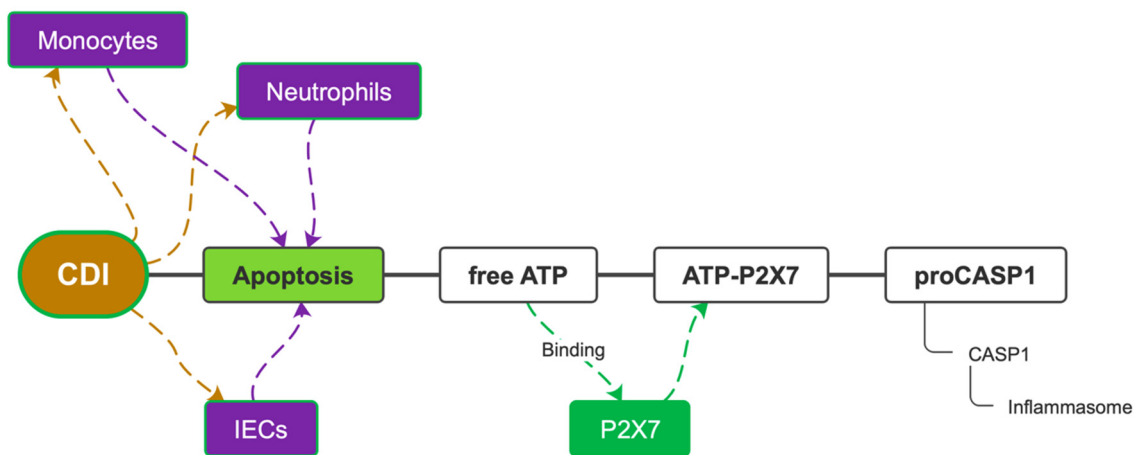 Monocytes
Neutrophils
CDI
Apoptosis
free ATP
ATP-P2X7
proCASP1
Binding
CASP1
Inflammasome
IECs
P2X7